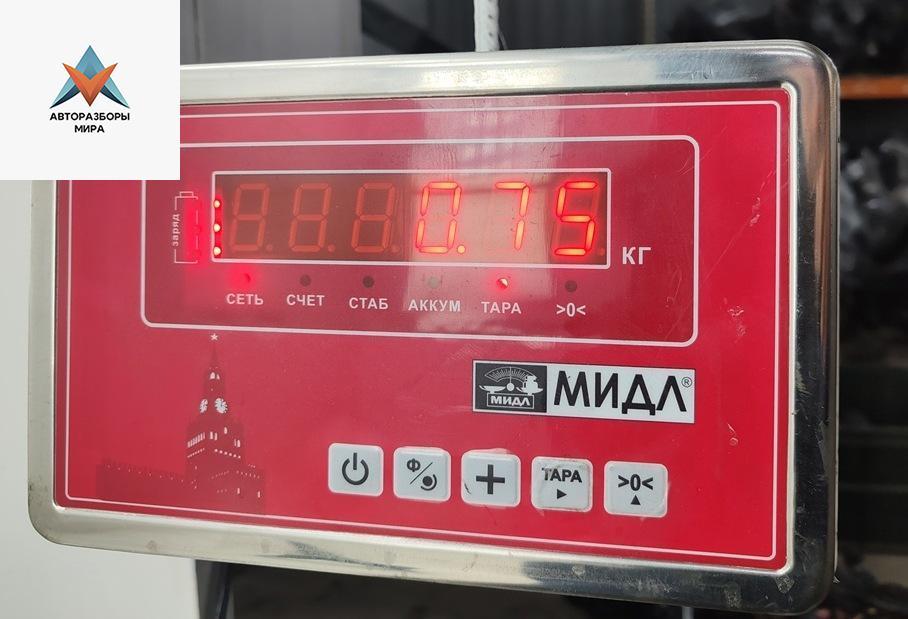 АВТОРАЗБОРЫ
МИРА
заряд
0.75
КГ
СЕТЬ СЧЕТ СТАБ АККУМ ТАРА >0<
МИДЛ
МИДЛ®
Ф ТАРА >0<